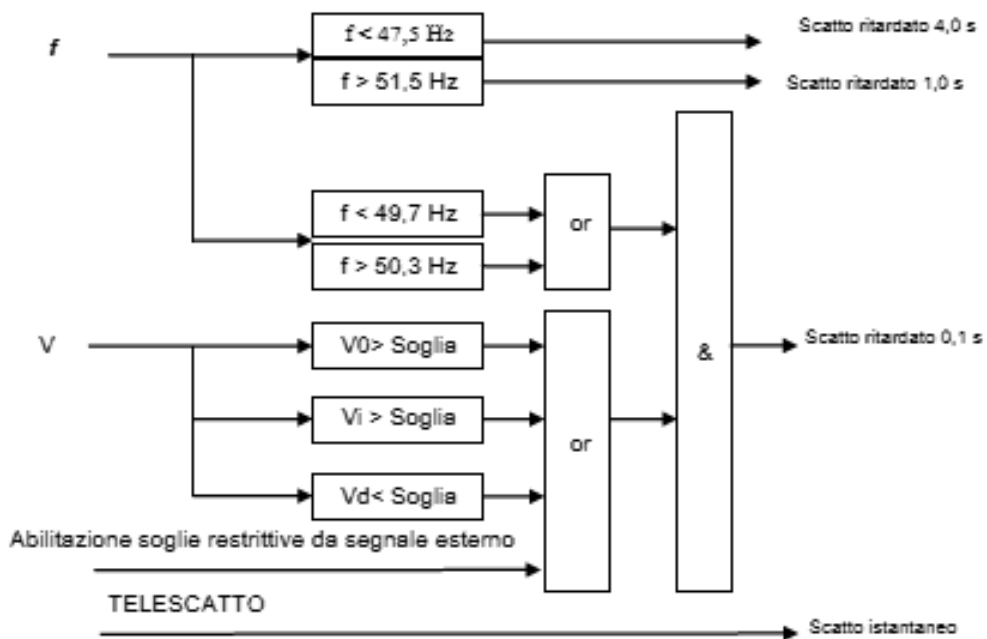 f
f < 47,5 Hz
Scatto ritardato 4,0 s
f > 51,5 Hz
Scatto ritardato 1,0 s
f < 49,7 Hz
or
f > 50,3 Hz
V
V0> Soglia
&
Scatto ritardato 0,1 s
Vi > Soglia
or
Vd< Soglia
Abilitazione soglie restrittive da segnale esterno
TELESCATTO
Scatto istantaneo